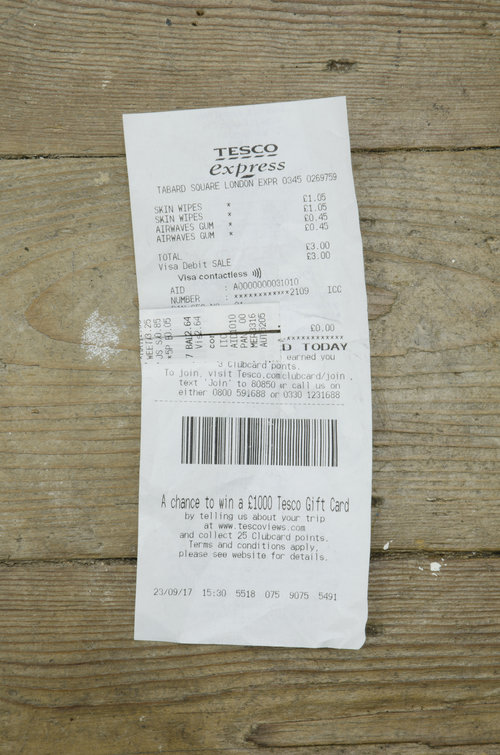 TESCO
express
TABARD SQUARE LONDON EXPR 0345 0269759
SKIN WIPES * £1.05
SKIN WIPES £1.05
AIRWAVES GUM * £0.45
AIRWAVES GUM * £0.45
TOTAL £3.00
Visa Debit SALE £3.00
Visa contactless
AID : A0000000031010
NUMBER : ************2109 ICC
£0.00
D TODAY
earned you
3 Clubcard points.
To join, visit Tesco.com/clubcard/join,
text 'Join' to 80850 or call us on
either 0800 591688 or 0330 1231688
A chance to win a £1000 Tesco Gift Card
by telling us about your trip
at www.tescoviews.com
and collect 25 Clubcard points.
Terms and conditions apply,
please see website for details.
23/09/17 15:30 5518 075 9075 5491